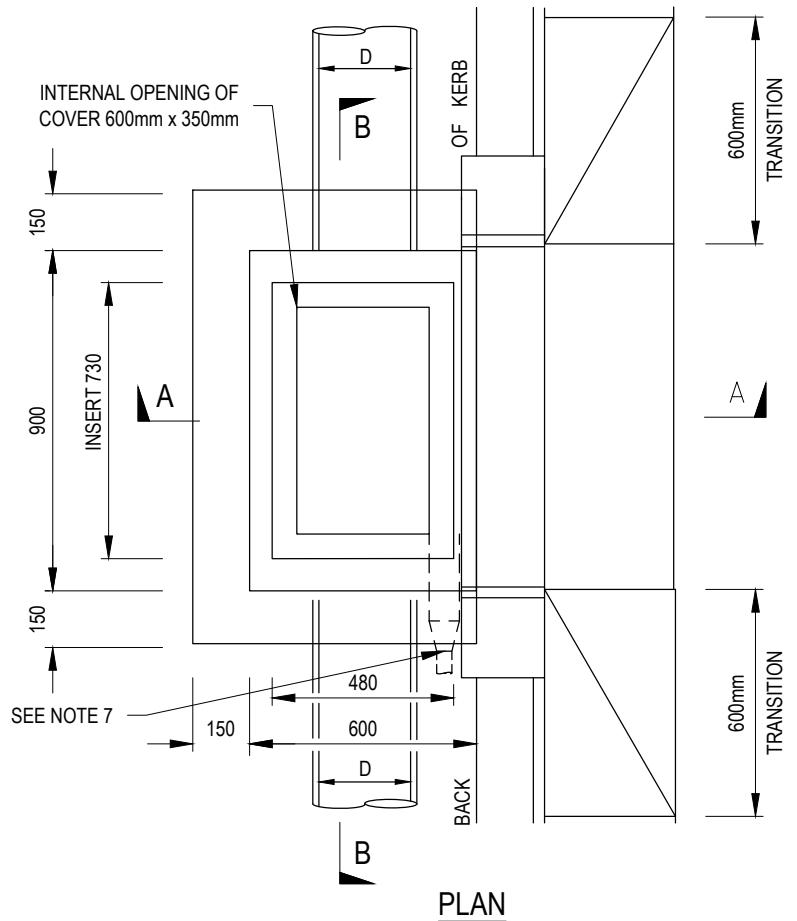 D
INTERNAL OPENING OF
COVER 600mm x 350mm
B
OF KERB
600mm
TRANSITION
150
900
INSERT 730
A
A
150
SEE NOTE 7
480
150
600
D
BACK
600mm
TRANSITION
B
PLAN